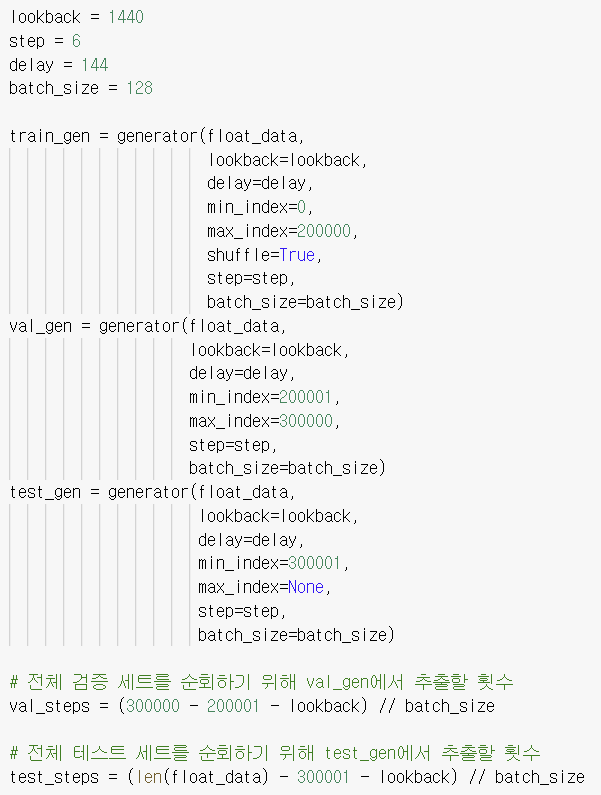 lookback = 1440
step = 6
delay = 144
batch_size = 128

train_gen = generator(float_data,
                      lookback=lookback,
                      delay=delay,
                      min_index=0,
                      max_index=200000,
                      shuffle=True,
                      step=step,
                      batch_size=batch_size)
val_gen = generator(float_data,
                    lookback=lookback,
                    delay=delay,
                    min_index=200001,
                    max_index=300000,
                    step=step,
                    batch_size=batch_size)
test_gen = generator(float_data,
                     lookback=lookback,
                     delay=delay,
                     min_index=300001,
                     max_index=None,
                     step=step,
                     batch_size=batch_size)

# 전체 검증 세트를 순회하기 위해 val_gen에서 추출할 횟수
val_steps = (300000 - 200001 - lookback) // batch_size

# 전체 테스트 세트를 순회하기 위해 test_gen에서 추출할 횟수
test_steps = (len(float_data) - 300001 - lookback) // batch_size